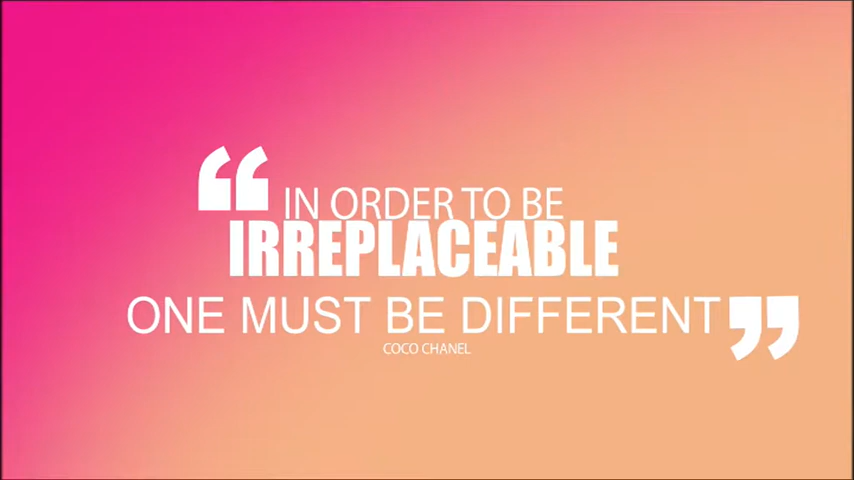 “ IN ORDER TO BE
IRREPLACEABLE
ONE MUST BE DIFFERENT ”
COCO CHANEL